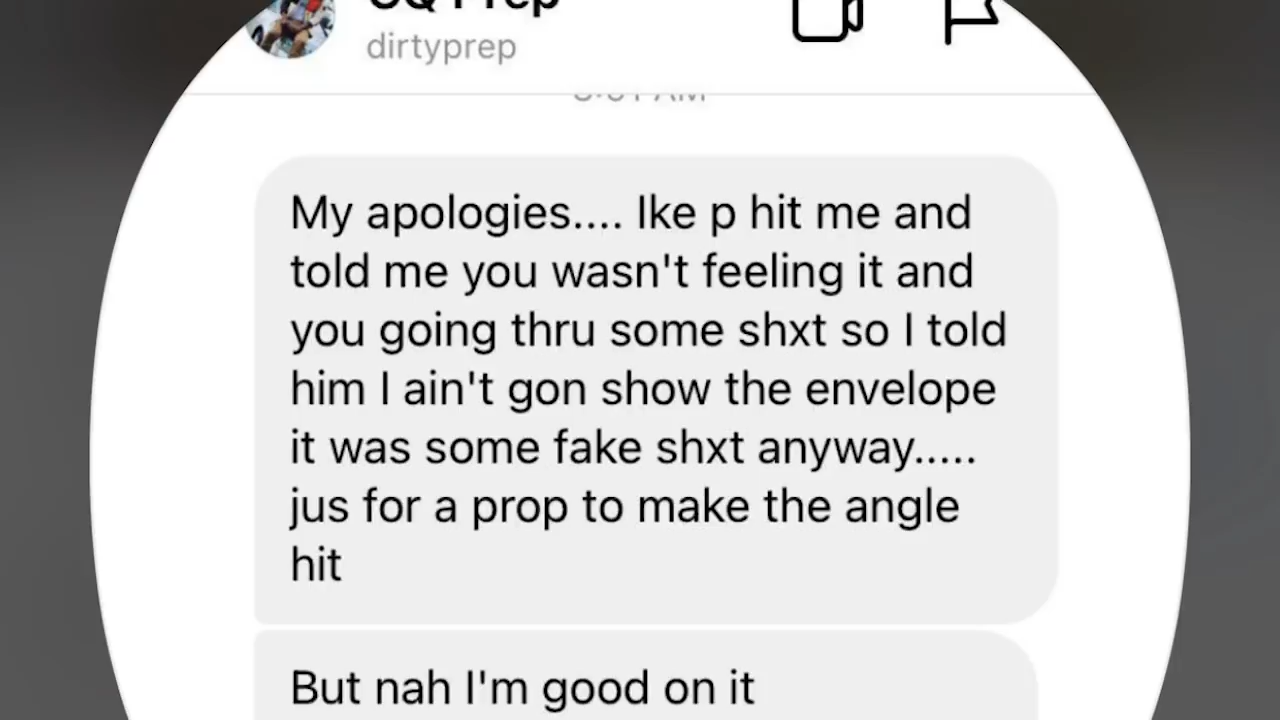 Prep
dirtyprep
AM
My apologies.... Ike p hit me and
told me you wasn't feeling it and
you going thru some shxt so I told
him I ain't gon show the envelope
it was some fake shxt anyway.....
jus for a prop to make the angle
hit
But nah I'm good on it